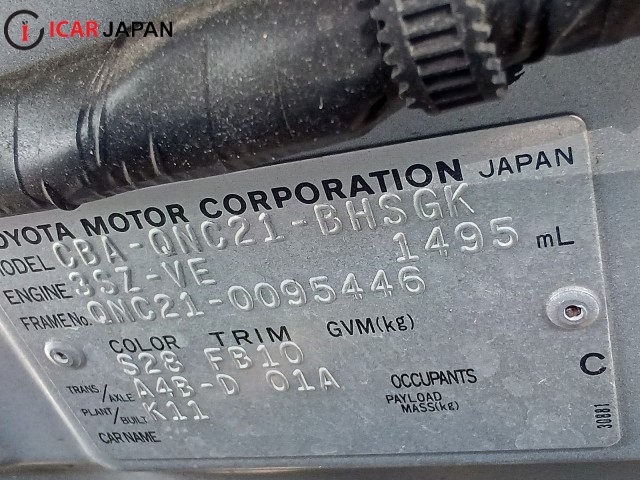 ICAR JAPAN
TOYOTA MOTOR CORPORATION JAPAN
MODEL CBA-QNC21-BHSGK
ENGINE 3SZ-VE 1495 mL
FRAME No. QNC21-0095446
COLOR TRIM GVM(kg)
S28 FB10
TRANS/AXLE A4B-D 01A OCCUPANTS C
PLANT/BUILT K11 PAYLOAD MASS(kg)
CAR NAME
30881